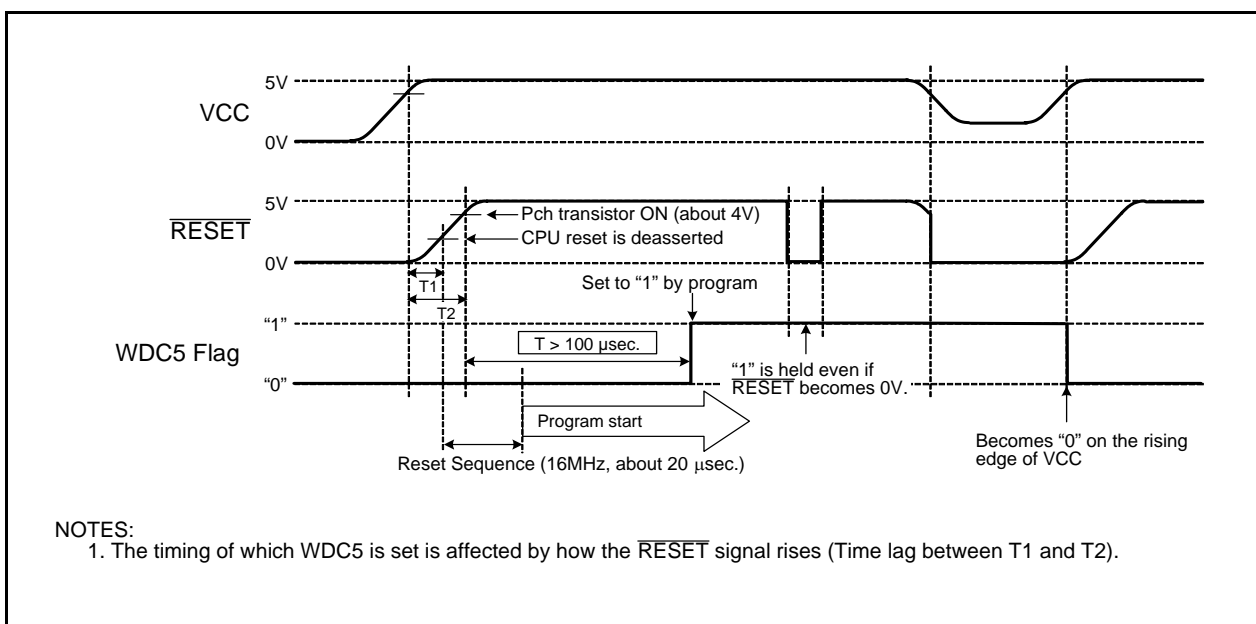 5V
VCC
0V
5V
Pch transistor ON (about 4V)
RESET
CPU reset is deasserted
0V
T1
Set to “1” by program
T2
“1”
T > 100 μsec.
WDC5 Flag
“1” is held even if
RESET becomes 0V.
“0”
Program start
Becomes “0” on the rising
edge of VCC
Reset Sequence (16MHz, about 20 μsec.)
NOTES:
1. The timing of which WDC5 is set is affected by how the RESET signal rises (Time lag between T1 and T2).